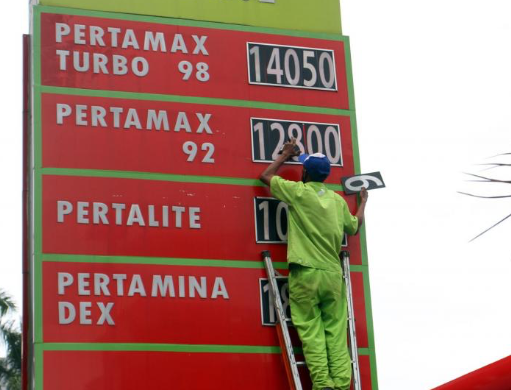 PERTAMAX
TURBO 98 14050
PERTAMAX 12800
92
PERTALITE
PERTAMINA
DEX